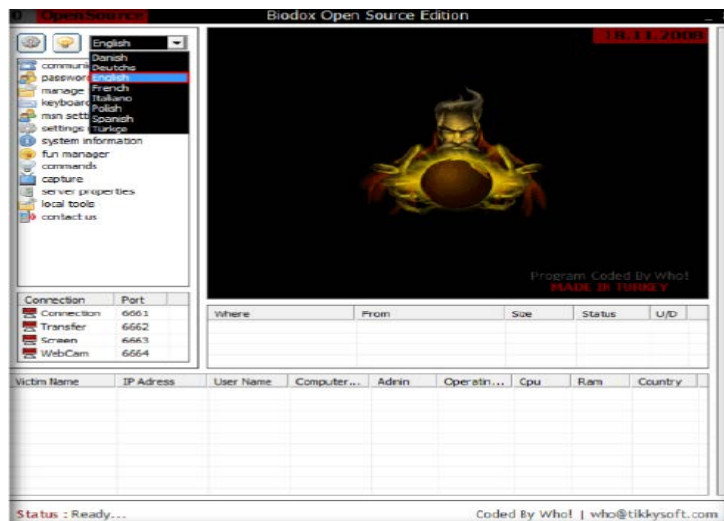 OpenSource
Biodox Open Source Edition
English
18.11.2008
Danish
Deutchs
English
French
Italiano
Polish
Spanish
Türkçe
communi
passwor
manage
keyboard
msn setti
settings
system information
fun manager
commands
capture
server properties
local tools
contact us
Program Coded By Who!
MADE IN TURKEY
Connection Port
Connection 6661
Transfer 6662
Screen 6663
WebCam 6664
Where From Size Status U/D
Victim Name IP Adress User Name Computer... Admin Operatin... Cpu Ram Country
Status : Ready...
Coded By Who! | who@tikkysoft.com